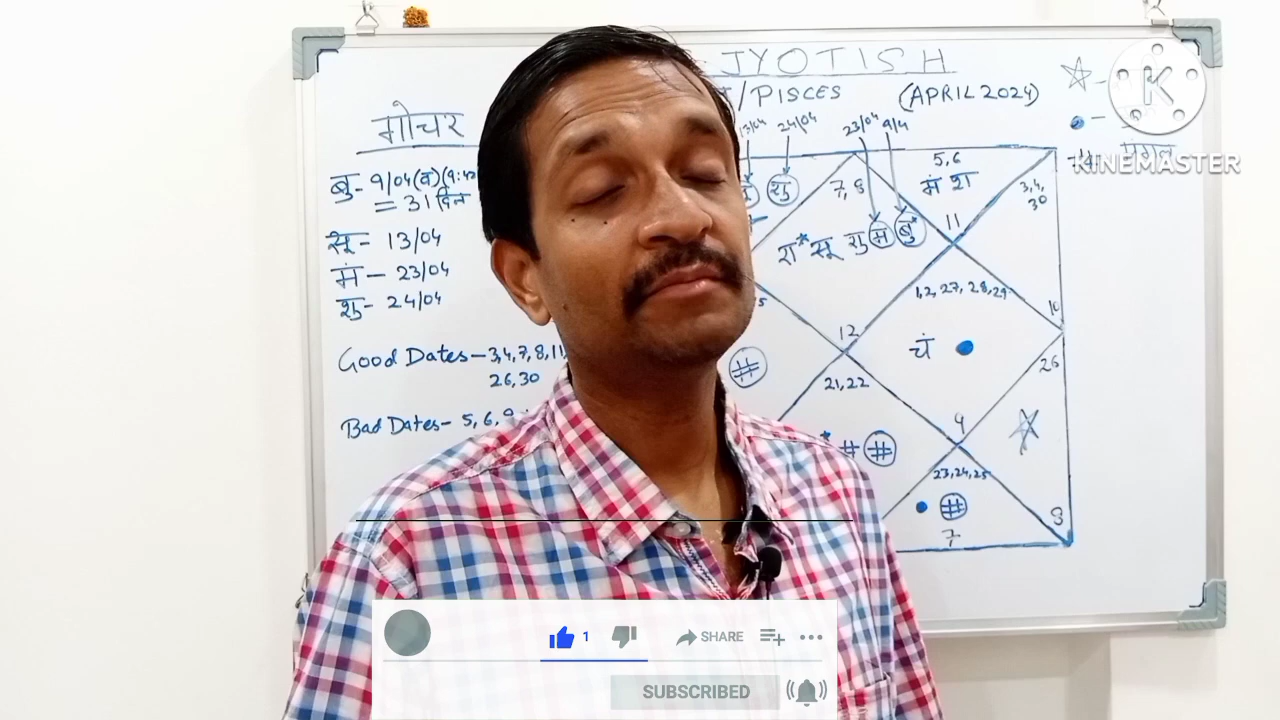 JYOTISH
/PISCES (APRIL 2024)
K
KINEMASTER
गोचर
13/04 24/04 23/04 9/4
बु- 9/04(व)(9:42
= 31 दिन
सू- 13/04
मं- 23/04
शु- 24/04
Good Dates- 3,4,7,8,11,
26,30
Bad Dates- 5,6,9
शु
7,8
5,6
मं श
3,4,
30
रा* सू शु मं बु*
11
1,2,27,28,29
10
12
चं
26
21,22
#
# #
9
23,24,25
#
7
8
1
SHARE
SUBSCRIBED